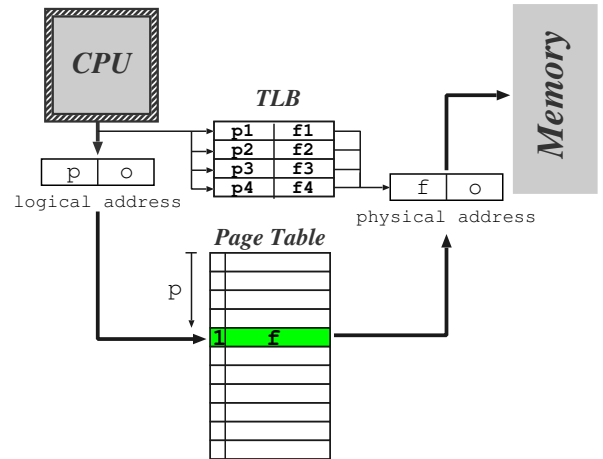 CPU
Memory
TLB
p1 f1
p2 f2
p3 f3
p4 f4
p o
logical address
f o
physical address
Page Table
p
1 f